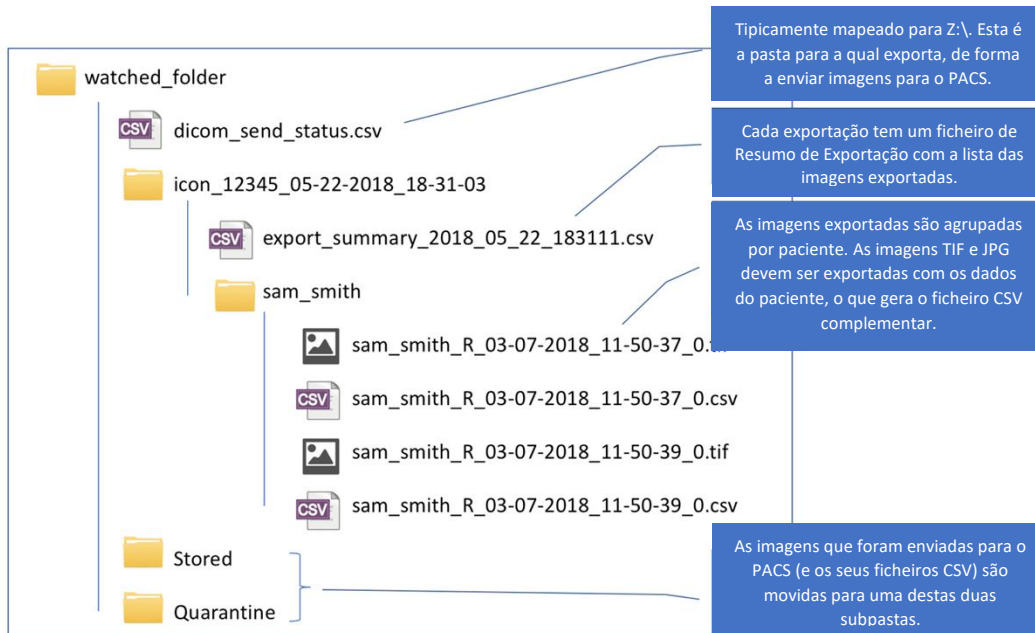 Tipicamente mapeado para Z:\. Esta é
a pasta para a qual exporta, de forma
a enviar imagens para o PACS.
watched_folder
CSV dicom_send_status.csv
Cada exportação tem um ficheiro de
Resumo de Exportação com a lista das
imagens exportadas.
icon_12345_05-22-2018_18-31-03
CSV export_summary_2018_05_22_183111.csv
As imagens exportadas são agrupadas
por paciente. As imagens TIF e JPG
devem ser exportadas com os dados
do paciente, o que gera o ficheiro CSV
complementar.
sam_smith
sam_smith_R_03-07-2018_11-50-37_0.
CSV sam_smith_R_03-07-2018_11-50-37_0.csv
sam_smith_R_03-07-2018_11-50-39_0.tif
CSV sam_smith_R_03-07-2018_11-50-39_0.csv
Stored
Quarantine
As imagens que foram enviadas para o
PACS (e os seus ficheiros CSV) são
movidas para uma destas duas
subpastas.